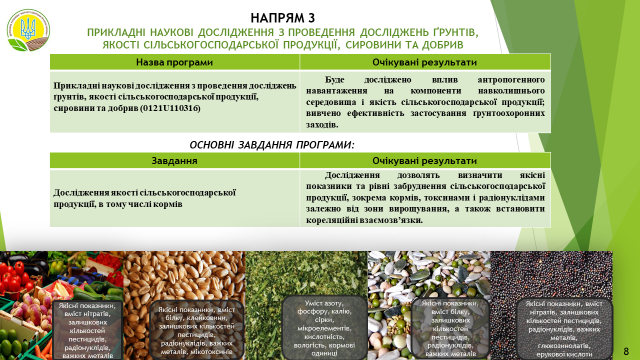 НАПРЯМ 3
ПРИКЛАДНІ НАУКОВІ ДОСЛІДЖЕННЯ З ПРОВЕДЕННЯ ДОСЛІДЖЕНЬ ҐРУНТІВ,
ЯКОСТІ СІЛЬСЬКОГОСПОДАРСЬКОЇ ПРОДУКЦІЇ, СИРОВИНИ ТА ДОБРИВ
Назва програми
Очікувані результати
Прикладні наукові дослідження з проведення досліджень
ґрунтів, якості сільськогосподарської продукції,
сировини та добрив (0121U110316)
Буде досліджено вплив антропогенного
навантаження на компоненти навколишнього
середовища і якість сільськогосподарської продукції;
вивчено ефективність застосування ґрунтоохоронних
заходів.
ОСНОВНІ ЗАВДАННЯ ПРОГРАМИ:
Завдання
Очікувані результати
Дослідження якості сільськогосподарської
продукції, в тому числі кормів
Дослідження дозволять визначити якісні
показники та рівні забруднення сільськогосподарської
продукції, зокрема кормів, токсинами і радіонуклідами
залежно від зони вирощування, а також встановити
кореляційні взаємозв’язки.
Якісні показники,
вміст нітратів,
залишкових
кількостей
пестицидів,
радіонуклідів,
важких металів
Якісні показники, вміст
білку, клейковини,
залишкових кількостей
пестицидів,
радіонуклідів, важких
металів, мікотоксинів
Уміст азоту,
фосфору, калію,
сірки,
мікроелементів,
кислотність,
вологість, кормові
одиниці
Якісні показники,
вміст білку,
залишкових
кількостей
пестицидів,
радіонуклідів,
важких металів
Якісні показники, вміст
нітратів, залишкових
кількостей пестицидів,
радіонуклідів, важких
металів,
глюкозинолатів,
ерукової кислоти
8